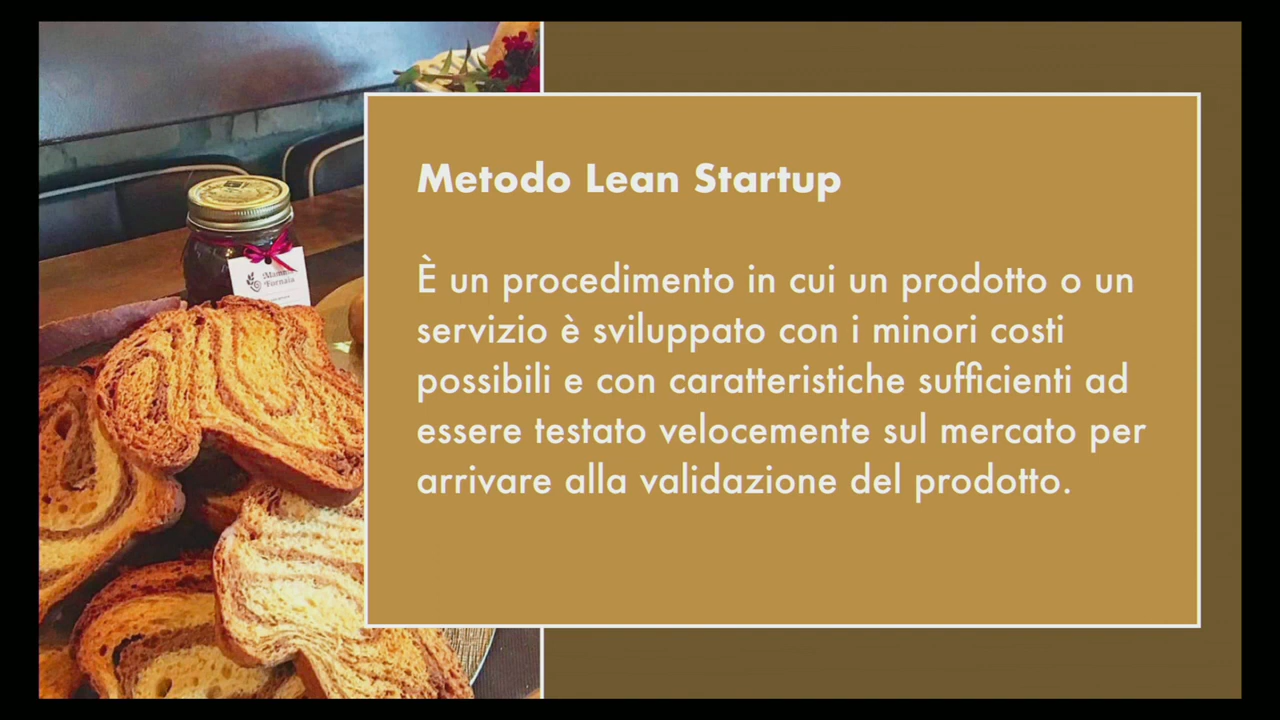 Metodo Lean Startup
È un procedimento in cui un prodotto o un
servizio è sviluppato con i minori costi
possibili e con caratteristiche sufficienti ad
essere testato velocemente sul mercato per
arrivare alla validazione del prodotto.
Fornaia